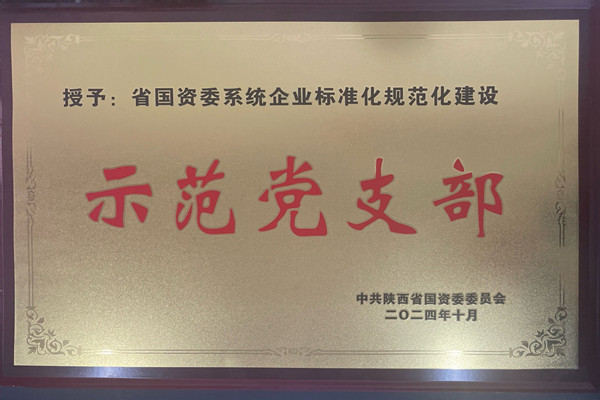 授予：省国资委系统企业标准化规范化建设
示范党支部
中共陕西省国资委委员会
二〇二四年十月